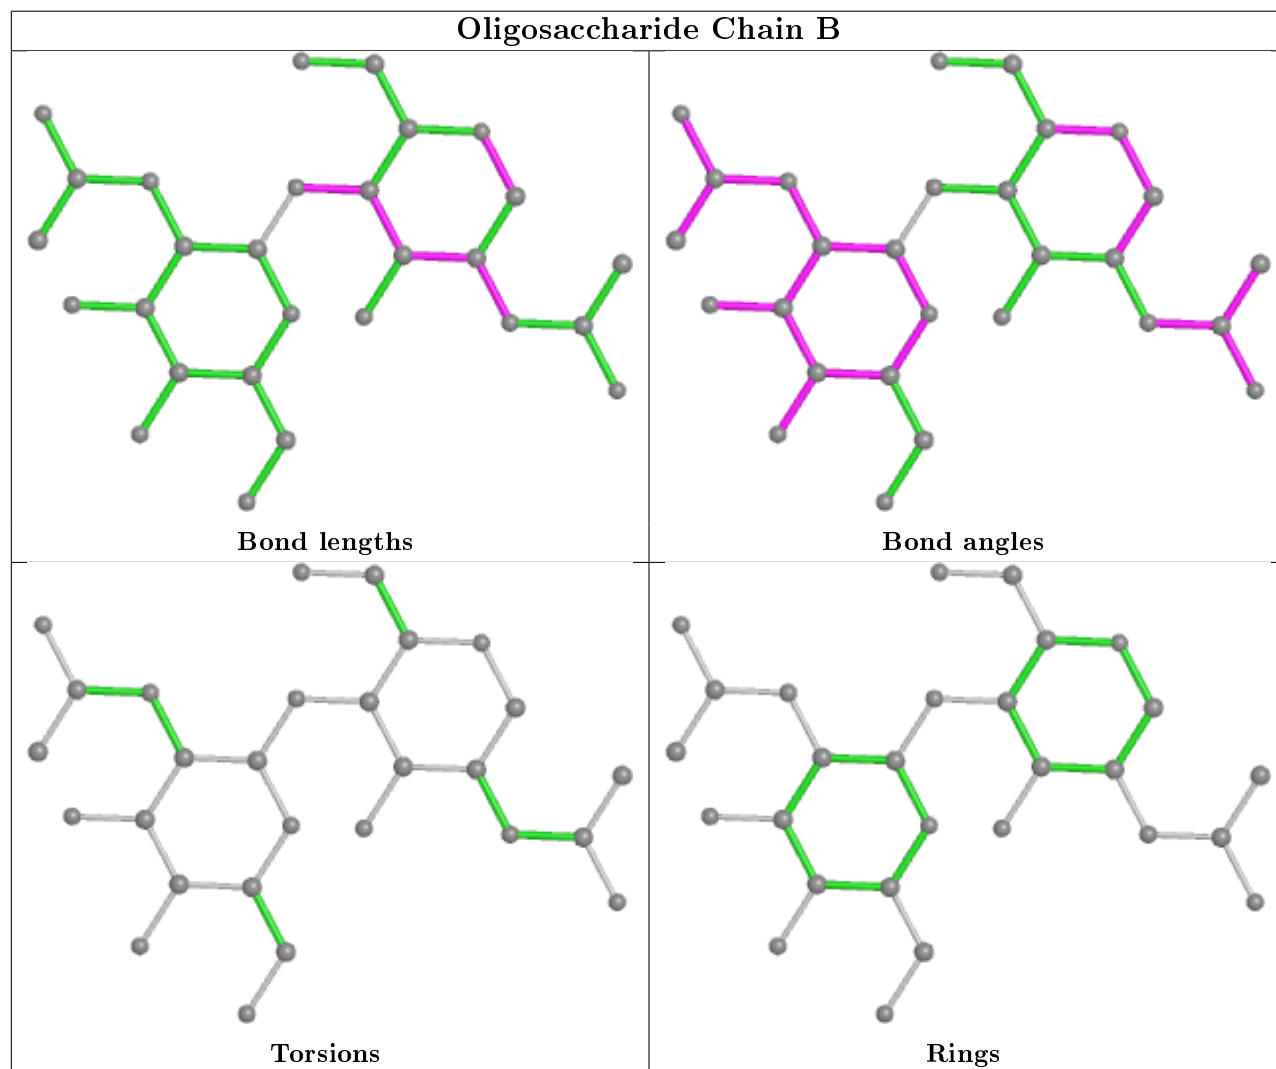 Oligosaccharide Chain B
Bond lengths
Bond angles
Torsions
Rings